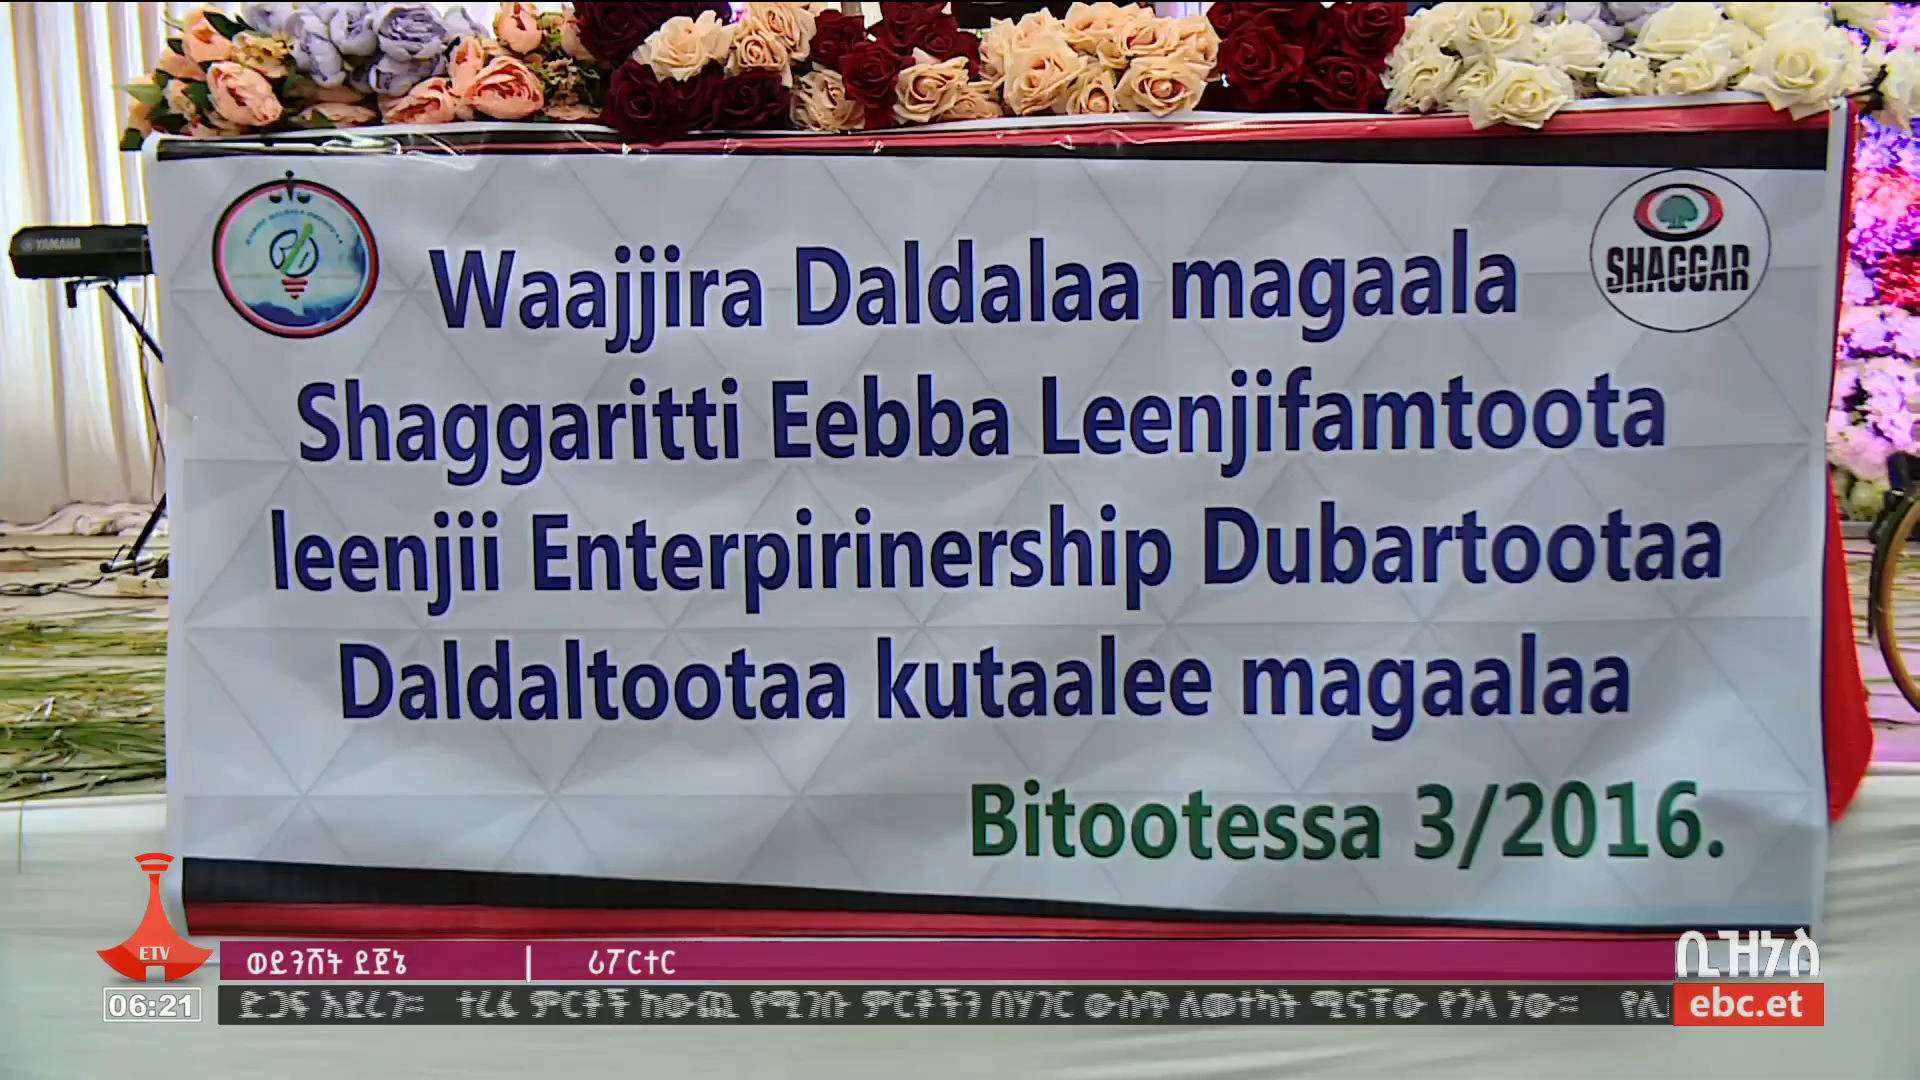 YAMAHA
SHAGGAR
Waajjira Daldalaa magaala
Shaggaritti Eebba Leenjifamtoota
leenjii Enterpirinership Dubartootaa
Daldaltootaa kutaalee magaalaa
Bitootessa 3/2016.
ETV
ወይንሸት ደጀኔ | ሪፖርተር
ቢዝነስ
06:21
ebc.et